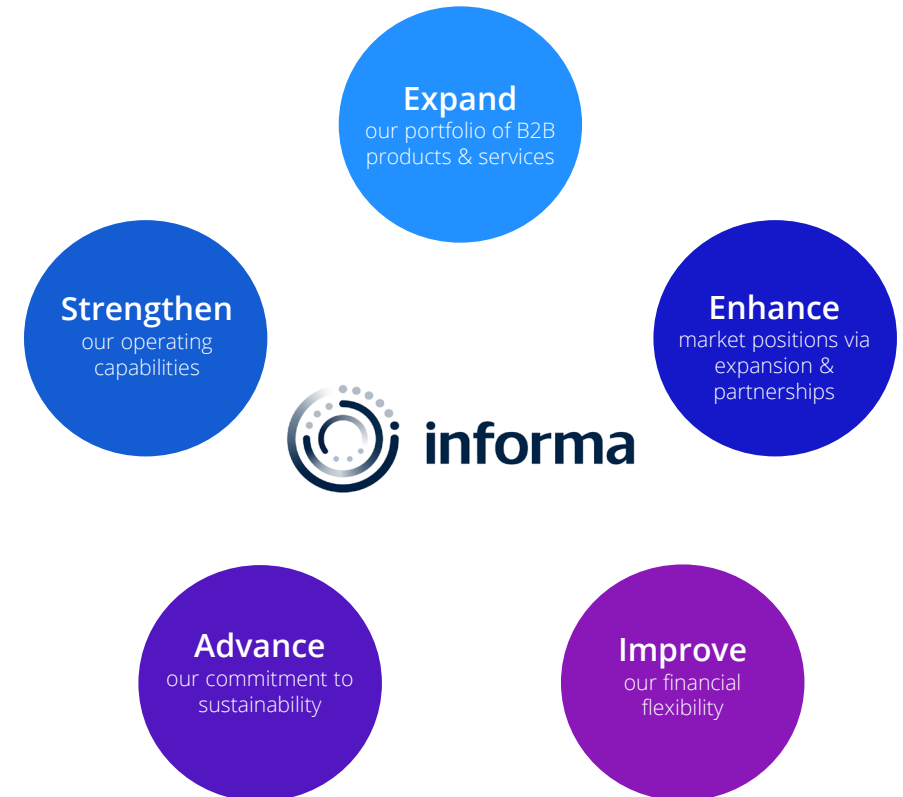 Expand
our portfolio of B2B
products & services
Strengthen
our operating
capabilities
Enhance
market positions via
expansion &
partnerships
informa
Advance
our commitment to
sustainability
Improve
our financial
flexibility